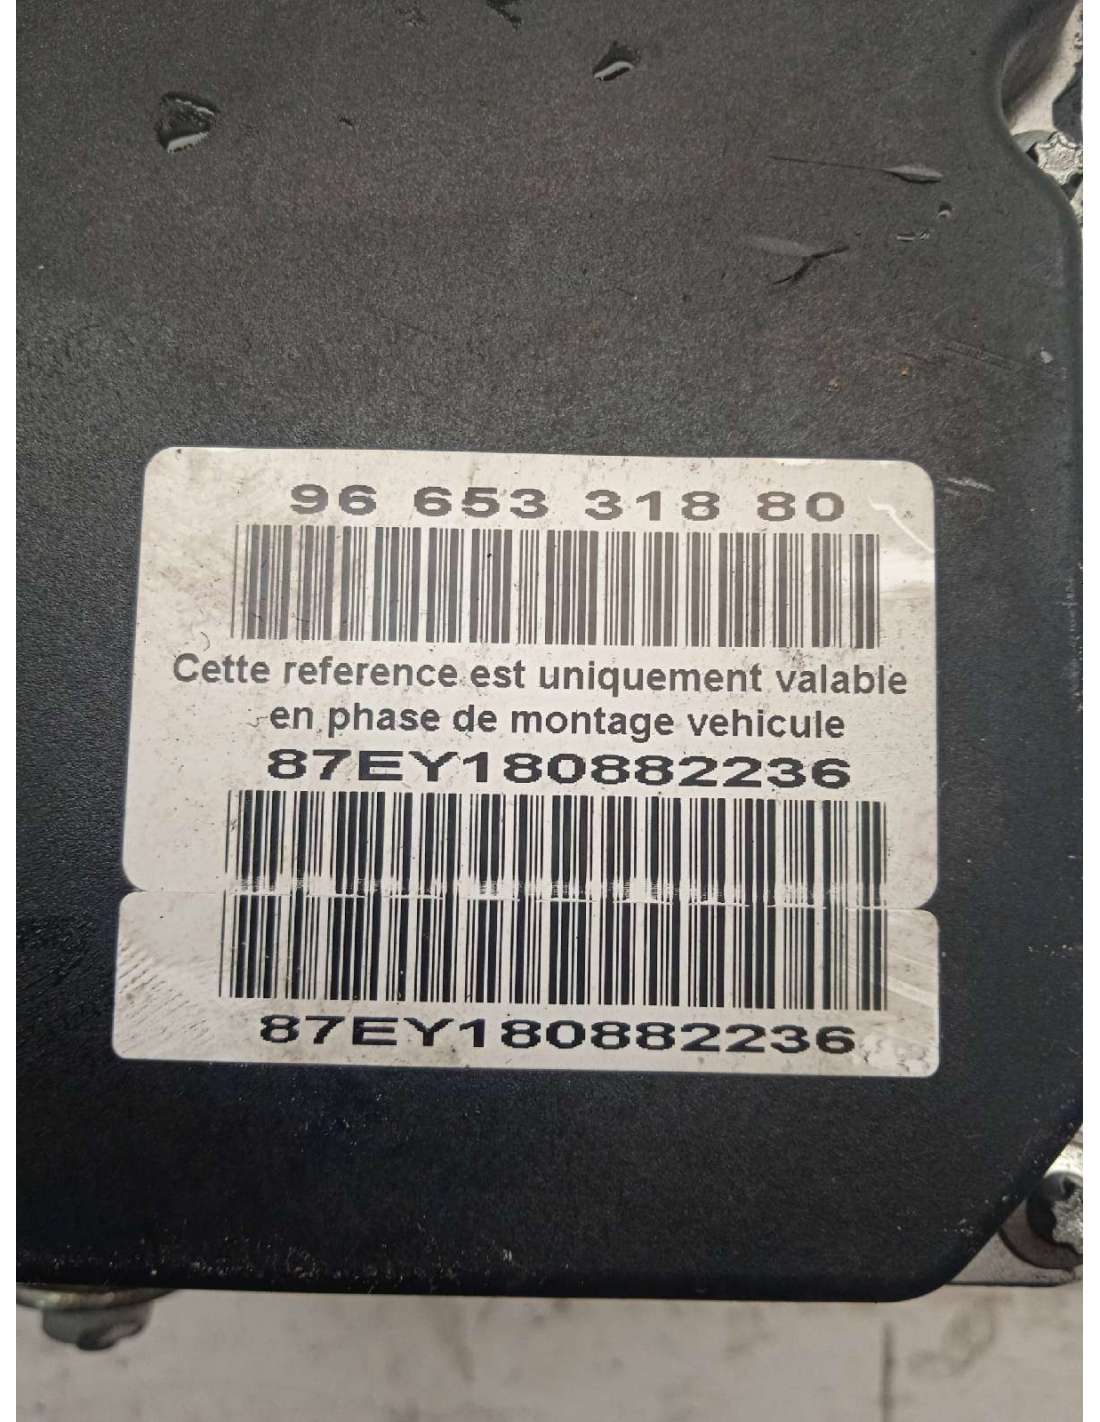 96 653 318 80
Cette reference est uniquement valable
en phase de montage vehicule
87EY180882236
87EY180882236